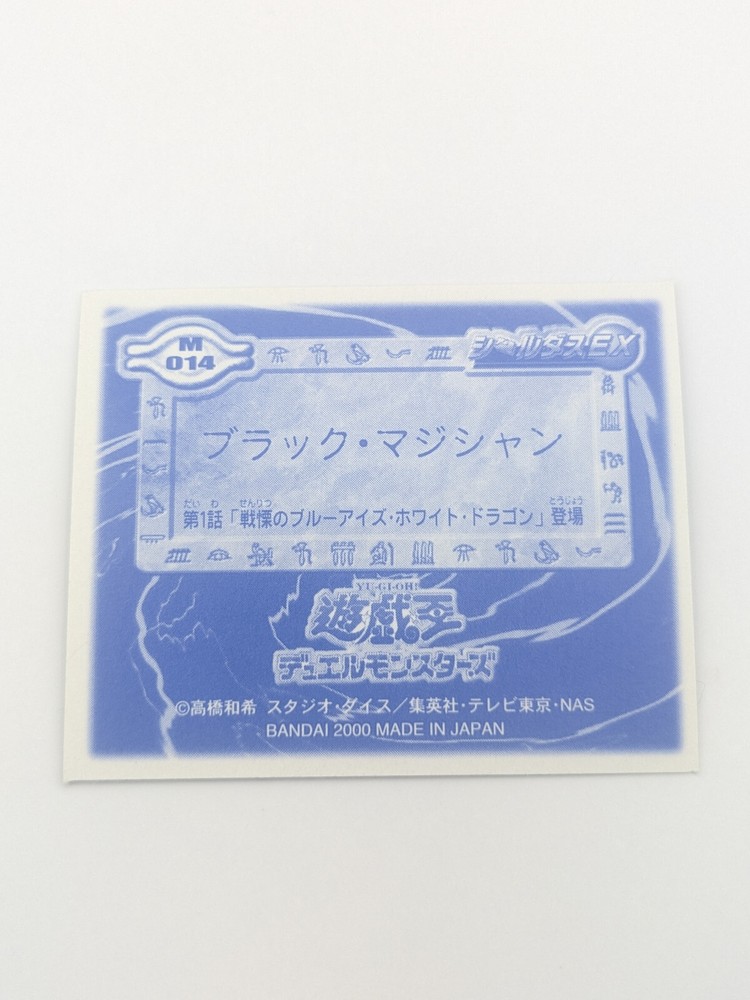 M
014
シールダスEX
ブラック・マジシャン
だいわ せんりつ とうじょう
第1話「戦慄のブルーアイズ・ホワイト・ドラゴン」登場
YU-GI-OH!
遊戯王
デュエルモンスターズ
©高橋和希 スタジオ・ダイス/集英社・テレビ東京・NAS
BANDAI 2000 MADE IN JAPAN